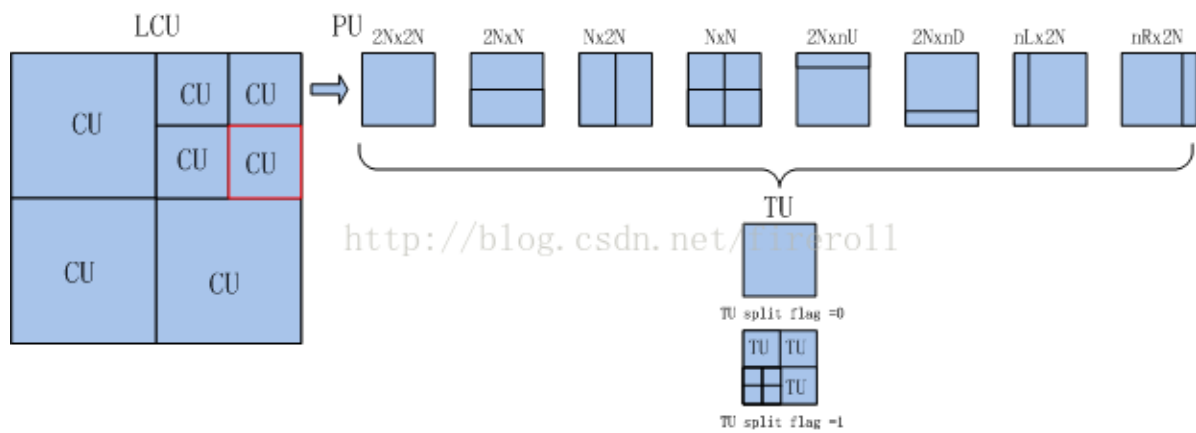 LCU
PU
2Nx2N
2NxN
Nx2N
NxN
2NxnU
2NxnD
nLx2N
nRx2N
CU
CU
CU
CU
CU
CU
CU
TU
http://blog.csdn.net/fireroll
TU split flag =0
TU
TU
TU
TU split flag =1